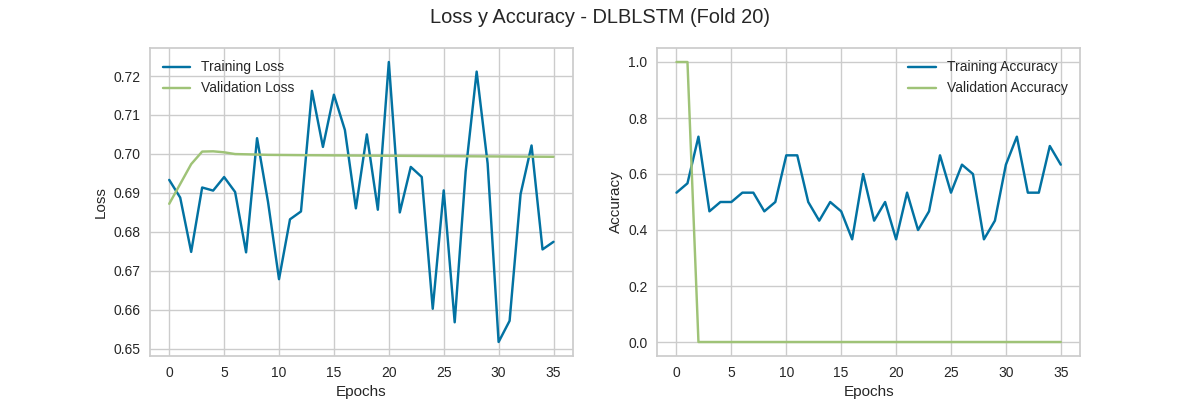 Loss y Accuracy - DLBLSTM (Fold 20)
Training Loss
Validation Loss
0.72
0.71
0.70
0.69
0.68
0.67
0.66
0.65
Loss
0 5 10 15 20 25 30 35
Epochs
Training Accuracy
Validation Accuracy
1.0
0.8
0.6
0.4
0.2
0.0
Accuracy
0 5 10 15 20 25 30 35
Epochs